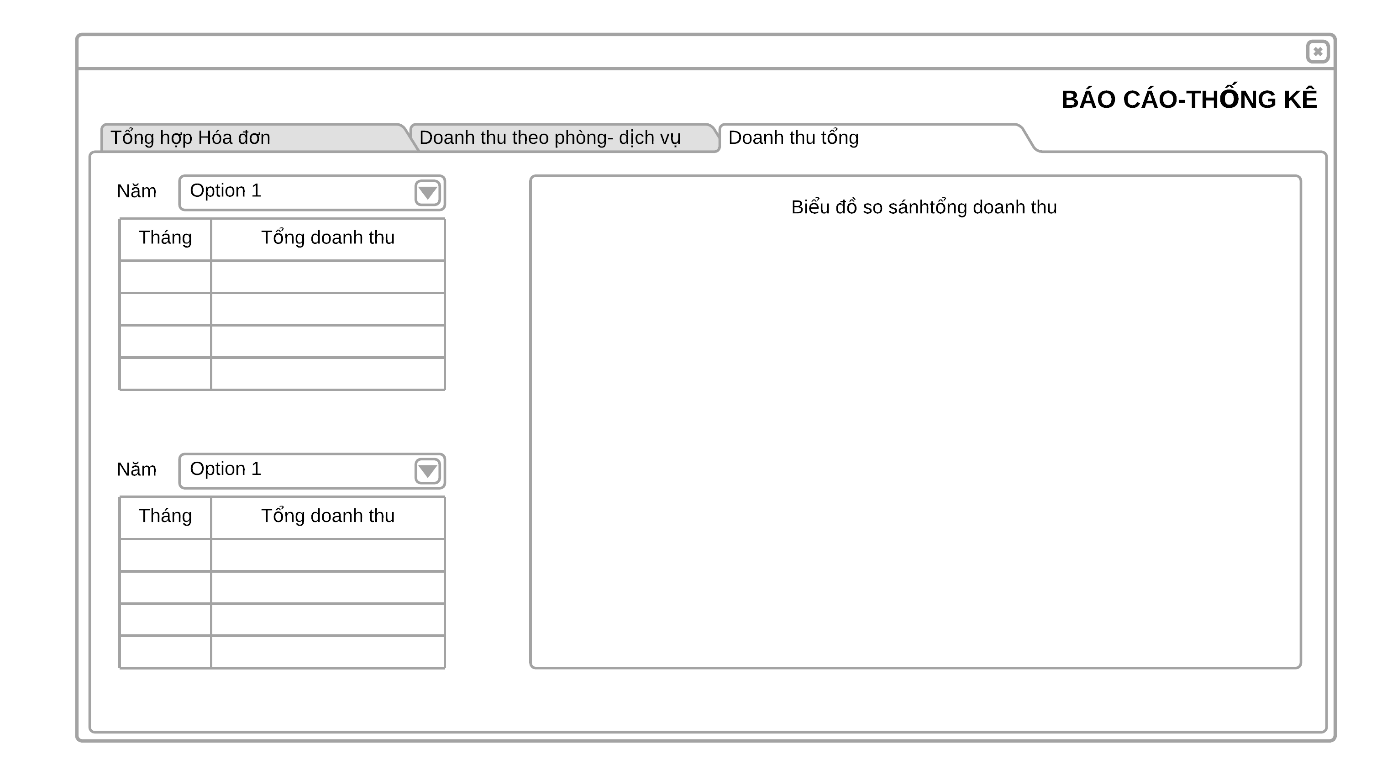 BÁO CÁO-THỐNG KÊ
Tổng hợp Hóa đơn
Doanh thu theo phòng- dịch vụ
Doanh thu tổng
Năm
Option 1
Tháng
Tổng doanh thu
Năm
Option 1
Tháng
Tổng doanh thu
Biểu đồ so sánhtổng doanh thu